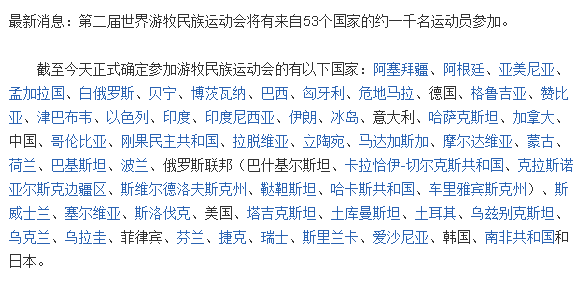 最新消息：第二届世界游牧民族运动会将有来自53个国家的约一千名运动员参加。
截至今天正式确定参加游牧民族运动会的有以下国家：阿塞拜疆、阿根廷、亚美尼亚、
孟加拉国、白俄罗斯、贝宁、博茨瓦纳、巴西、匈牙利、危地马拉、德国、格鲁吉亚、赞比
亚、津巴布韦、以色列、印度、印度尼西亚、伊朗、冰岛、意大利、哈萨克斯坦、加拿大、
中国、哥伦比亚、刚果民主共和国、拉脱维亚、立陶宛、马达加斯加、摩尔达维亚、蒙古、
荷兰、巴基斯坦、波兰、俄罗斯联邦（巴什基尔斯坦、卡拉恰伊-切尔克斯共和国、克拉斯诺
亚尔斯克边疆区、斯维尔德洛夫斯克州、鞑靼斯坦、哈卡斯共和国、车里雅宾斯克州）、斯
威士兰、塞尔维亚、斯洛伐克、美国、塔吉克斯坦、土库曼斯坦、土耳其、乌兹别克斯坦、
乌克兰、乌拉圭、菲律宾、芬兰、捷克、瑞士、斯里兰卡、爱沙尼亚、韩国、南非共和国和
日本。